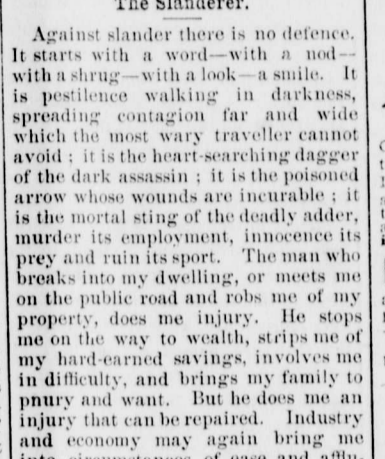 The Slanderer.
Against slander there is no defence.
It starts with a word—with a nod—
with a shrug—with a look—a smile. It
is pestilence walking in darkness,
spreading contagion far and wide
which the most wary traveller cannot
avoid ; it is the heart-searching dagger
of the dark assassin ; it is the poisoned
arrow whose wounds are incurable ; it
is the mortal sting of the deadly adder,
murder its employment, innocence its
prey and ruin its sport. The man who
breaks into my dwelling, or meets me
on the public road and robs me of my
property, does me injury. He stops
me on the way to wealth, strips me of
my hard-earned savings, involves me
in difficulty, and brings my family to
pnury and want. But he does me an
injury that can be repaired. Industry
and economy may again bring me
into circumstances of ease and afflu-